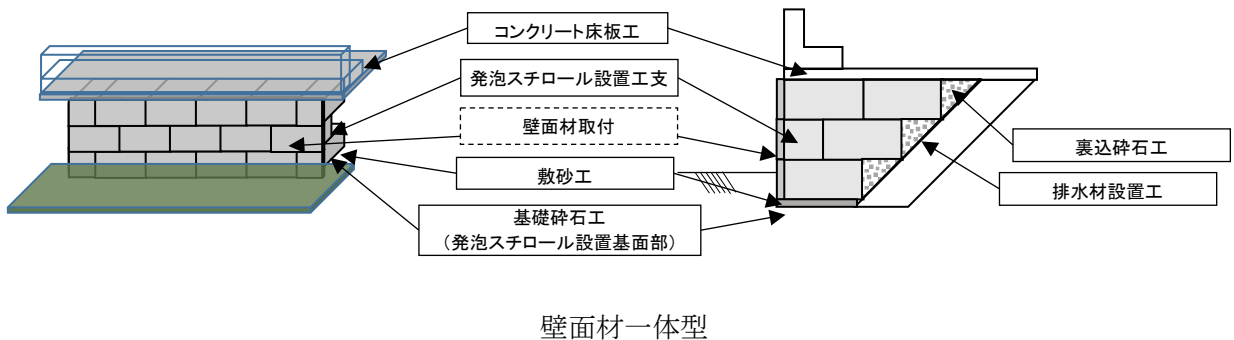 コンクリート床板工
発泡スチロール設置工支
壁面材取付
敷砂工
基礎砕石工
（発泡スチロール設置基面部）
裏込砕石工
排水材設置工
壁面材一体型